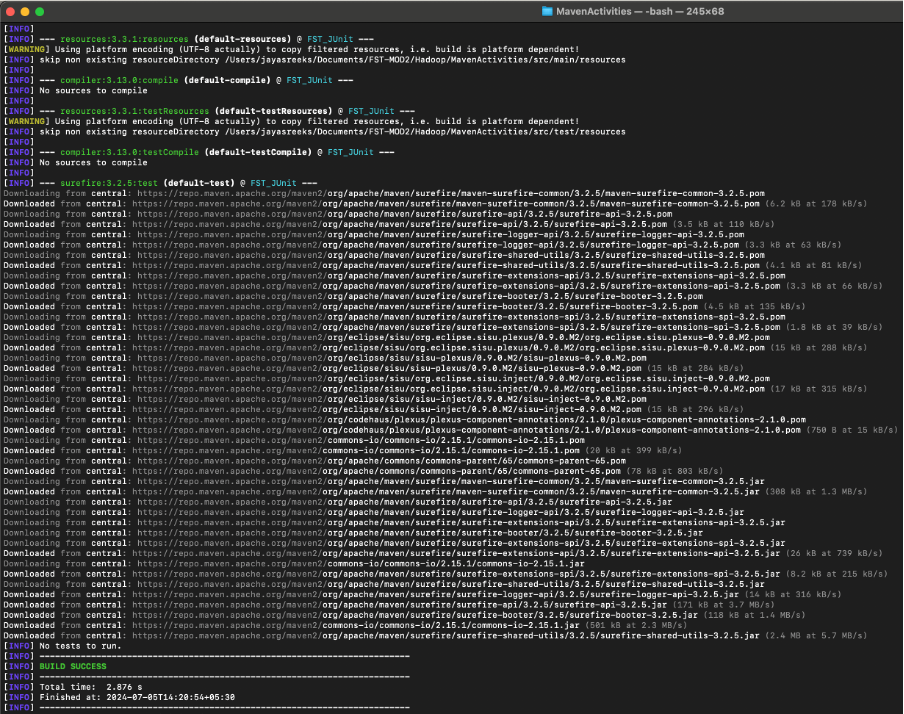 MavenActivities — -bash — 245×68
[INFO]
[INFO] --- resources:3.3.1:resources (default-resources) @ FST_JUnit ---
[WARNING] Using platform encoding (UTF-8 actually) to copy filtered resources, i.e. build is platform dependent!
[INFO] skip non existing resourceDirectory /Users/jayasreeks/Documents/FST-MOD2/Hadoop/MavenActivities/src/main/resources
[INFO]
[INFO] --- compiler:3.13.0:compile (default-compile) @ FST_JUnit ---
[INFO] No sources to compile
[INFO]
[INFO] --- resources:3.3.1:testResources (default-testResources) @ FST_JUnit ---
[WARNING] Using platform encoding (UTF-8 actually) to copy filtered resources, i.e. build is platform dependent!
[INFO] skip non existing resourceDirectory /Users/jayasreeks/Documents/FST-MOD2/Hadoop/MavenActivities/src/test/resources
[INFO]
[INFO] --- compiler:3.13.0:testCompile (default-testCompile) @ FST_JUnit ---
[INFO] No sources to compile
[INFO]
[INFO] --- surefire:3.2.5:test (default-test) @ FST_JUnit ---
Downloading from central: https://repo.maven.apache.org/maven2/org/apache/maven/surefire/maven-surefire-common/3.2.5/maven-surefire-common-3.2.5.pom
Downloaded from central: https://repo.maven.apache.org/maven2/org/apache/maven/surefire/maven-surefire-common/3.2.5/maven-surefire-common-3.2.5.pom (6.2 kB at 178 kB/s)
Downloading from central: https://repo.maven.apache.org/maven2/org/apache/maven/surefire/surefire-api/3.2.5/surefire-api-3.2.5.pom
Downloaded from central: https://repo.maven.apache.org/maven2/org/apache/maven/surefire/surefire-api/3.2.5/surefire-api-3.2.5.pom (3.5 kB at 110 kB/s)
Downloading from central: https://repo.maven.apache.org/maven2/org/apache/maven/surefire/surefire-logger-api/3.2.5/surefire-logger-api-3.2.5.pom
Downloaded from central: https://repo.maven.apache.org/maven2/org/apache/maven/surefire/surefire-logger-api/3.2.5/surefire-logger-api-3.2.5.pom (3.3 kB at 63 kB/s)
Downloading from central: https://repo.maven.apache.org/maven2/org/apache/maven/surefire/surefire-shared-utils/3.2.5/surefire-shared-utils-3.2.5.pom
Downloaded from central: https://repo.maven.apache.org/maven2/org/apache/maven/surefire/surefire-shared-utils/3.2.5/surefire-shared-utils-3.2.5.pom (4.1 kB at 81 kB/s)
Downloading from central: https://repo.maven.apache.org/maven2/org/apache/maven/surefire/surefire-extensions-api/3.2.5/surefire-extensions-api-3.2.5.pom
Downloaded from central: https://repo.maven.apache.org/maven2/org/apache/maven/surefire/surefire-extensions-api/3.2.5/surefire-extensions-api-3.2.5.pom (3.3 kB at 66 kB/s)
Downloading from central: https://repo.maven.apache.org/maven2/org/apache/maven/surefire/surefire-booter/3.2.5/surefire-booter-3.2.5.pom
Downloaded from central: https://repo.maven.apache.org/maven2/org/apache/maven/surefire/surefire-booter/3.2.5/surefire-booter-3.2.5.pom (4.5 kB at 135 kB/s)
Downloading from central: https://repo.maven.apache.org/maven2/org/apache/maven/surefire/surefire-extensions-spi/3.2.5/surefire-extensions-spi-3.2.5.pom
Downloaded from central: https://repo.maven.apache.org/maven2/org/apache/maven/surefire/surefire-extensions-spi/3.2.5/surefire-extensions-spi-3.2.5.pom (1.8 kB at 39 kB/s)
Downloading from central: https://repo.maven.apache.org/maven2/org/eclipse/sisu/org.eclipse.sisu.plexus/0.9.0.M2/org.eclipse.sisu.plexus-0.9.0.M2.pom
Downloaded from central: https://repo.maven.apache.org/maven2/org/eclipse/sisu/org.eclipse.sisu.plexus/0.9.0.M2/org.eclipse.sisu.plexus-0.9.0.M2.pom (15 kB at 288 kB/s)
Downloading from central: https://repo.maven.apache.org/maven2/org/eclipse/sisu/sisu-plexus/0.9.0.M2/sisu-plexus-0.9.0.M2.pom
Downloaded from central: https://repo.maven.apache.org/maven2/org/eclipse/sisu/sisu-plexus/0.9.0.M2/sisu-plexus-0.9.0.M2.pom (15 kB at 284 kB/s)
Downloading from central: https://repo.maven.apache.org/maven2/org/eclipse/sisu/org.eclipse.sisu.inject/0.9.0.M2/org.eclipse.sisu.inject-0.9.0.M2.pom
Downloaded from central: https://repo.maven.apache.org/maven2/org/eclipse/sisu/org.eclipse.sisu.inject/0.9.0.M2/org.eclipse.sisu.inject-0.9.0.M2.pom (17 kB at 315 kB/s)
Downloading from central: https://repo.maven.apache.org/maven2/org/eclipse/sisu/sisu-inject/0.9.0.M2/sisu-inject-0.9.0.M2.pom
Downloaded from central: https://repo.maven.apache.org/maven2/org/eclipse/sisu/sisu-inject/0.9.0.M2/sisu-inject-0.9.0.M2.pom (15 kB at 296 kB/s)
Downloading from central: https://repo.maven.apache.org/maven2/org/codehaus/plexus/plexus-component-annotations/2.1.0/plexus-component-annotations-2.1.0.pom
Downloaded from central: https://repo.maven.apache.org/maven2/org/codehaus/plexus/plexus-component-annotations/2.1.0/plexus-component-annotations-2.1.0.pom (750 B at 15 kB/s)
Downloading from central: https://repo.maven.apache.org/maven2/commons-io/commons-io/2.15.1/commons-io-2.15.1.pom
Downloaded from central: https://repo.maven.apache.org/maven2/commons-io/commons-io/2.15.1/commons-io-2.15.1.pom (20 kB at 399 kB/s)
Downloading from central: https://repo.maven.apache.org/maven2/org/apache/commons/commons-parent/65/commons-parent-65.pom
Downloaded from central: https://repo.maven.apache.org/maven2/org/apache/commons/commons-parent/65/commons-parent-65.pom (78 kB at 803 kB/s)
Downloading from central: https://repo.maven.apache.org/maven2/org/apache/maven/surefire/maven-surefire-common/3.2.5/maven-surefire-common-3.2.5.jar
Downloaded from central: https://repo.maven.apache.org/maven2/org/apache/maven/surefire/maven-surefire-common/3.2.5/maven-surefire-common-3.2.5.jar (308 kB at 1.3 MB/s)
Downloading from central: https://repo.maven.apache.org/maven2/org/apache/maven/surefire/surefire-api/3.2.5/surefire-api-3.2.5.jar
Downloading from central: https://repo.maven.apache.org/maven2/org/apache/maven/surefire/surefire-logger-api/3.2.5/surefire-logger-api-3.2.5.jar
Downloading from central: https://repo.maven.apache.org/maven2/org/apache/maven/surefire/surefire-extensions-api/3.2.5/surefire-extensions-api-3.2.5.jar
Downloading from central: https://repo.maven.apache.org/maven2/org/apache/maven/surefire/surefire-booter/3.2.5/surefire-booter-3.2.5.jar
Downloading from central: https://repo.maven.apache.org/maven2/org/apache/maven/surefire/surefire-extensions-spi/3.2.5/surefire-extensions-spi-3.2.5.jar
Downloaded from central: https://repo.maven.apache.org/maven2/org/apache/maven/surefire/surefire-extensions-api/3.2.5/surefire-extensions-api-3.2.5.jar (26 kB at 739 kB/s)
Downloading from central: https://repo.maven.apache.org/maven2/commons-io/commons-io/2.15.1/commons-io-2.15.1.jar
Downloaded from central: https://repo.maven.apache.org/maven2/org/apache/maven/surefire/surefire-extensions-spi/3.2.5/surefire-extensions-spi-3.2.5.jar (8.2 kB at 215 kB/s)
Downloading from central: https://repo.maven.apache.org/maven2/org/apache/maven/surefire/surefire-shared-utils/3.2.5/surefire-shared-utils-3.2.5.jar
Downloaded from central: https://repo.maven.apache.org/maven2/org/apache/maven/surefire/surefire-logger-api/3.2.5/surefire-logger-api-3.2.5.jar (14 kB at 316 kB/s)
Downloaded from central: https://repo.maven.apache.org/maven2/org/apache/maven/surefire/surefire-api/3.2.5/surefire-api-3.2.5.jar (171 kB at 3.7 MB/s)
Downloaded from central: https://repo.maven.apache.org/maven2/org/apache/maven/surefire/surefire-booter/3.2.5/surefire-booter-3.2.5.jar (118 kB at 1.4 MB/s)
Downloaded from central: https://repo.maven.apache.org/maven2/commons-io/commons-io/2.15.1/commons-io-2.15.1.jar (501 kB at 2.3 MB/s)
Downloaded from central: https://repo.maven.apache.org/maven2/org/apache/maven/surefire/surefire-shared-utils/3.2.5/surefire-shared-utils-3.2.5.jar (2.4 MB at 5.7 MB/s)
[INFO] No tests to run.
[INFO] ------------------------------------------------------------------------
[INFO] BUILD SUCCESS
[INFO] ------------------------------------------------------------------------
[INFO] Total time:  2.876 s
[INFO] Finished at: 2024-07-05T14:20:54+05:30
[INFO] ------------------------------------------------------------------------